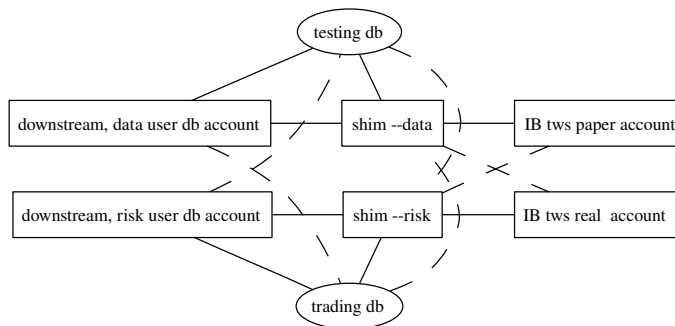 testing db
downstream, data user db account
shim --data
IB tws paper account
downstream, risk user db account
shim --risk
IB tws real  account
trading db